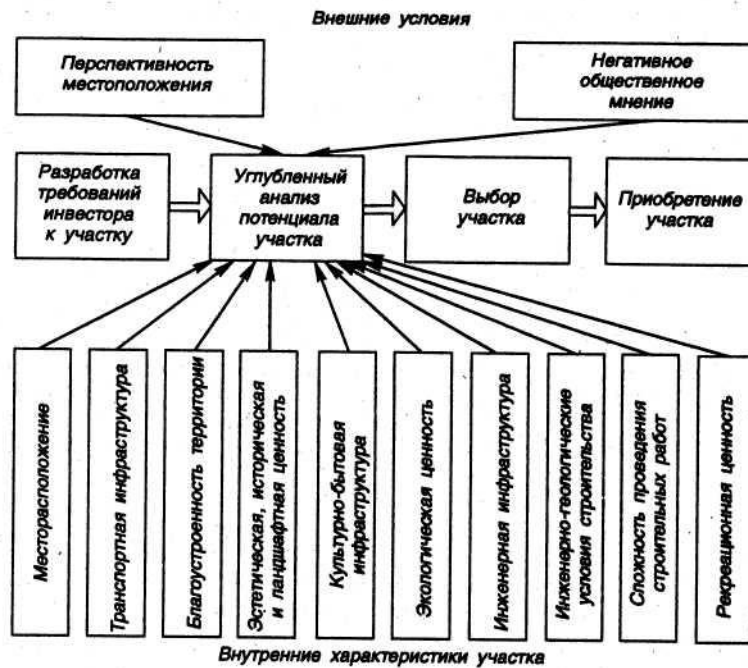 Внешние условия
Перспективность
местоположения
Негативное
общественное
мнение
Разработка
требований
инвестора
к участку
Углубленный
анализ
потенциала
участка
Выбор
участка
Приобретение
участка
Месторасположение
Транспортная инфраструктура
Благоустроенность территории
Эстетическая, историческая
и ландшафтная ценность
Культурно-бытовая
инфраструктура
Экологическая ценность
Инженерная инфраструктура
Инженерно-геологические
условия строительства
Сложность проведения
строительных работ
Рекреационная ценность
Внутренние характеристики участка